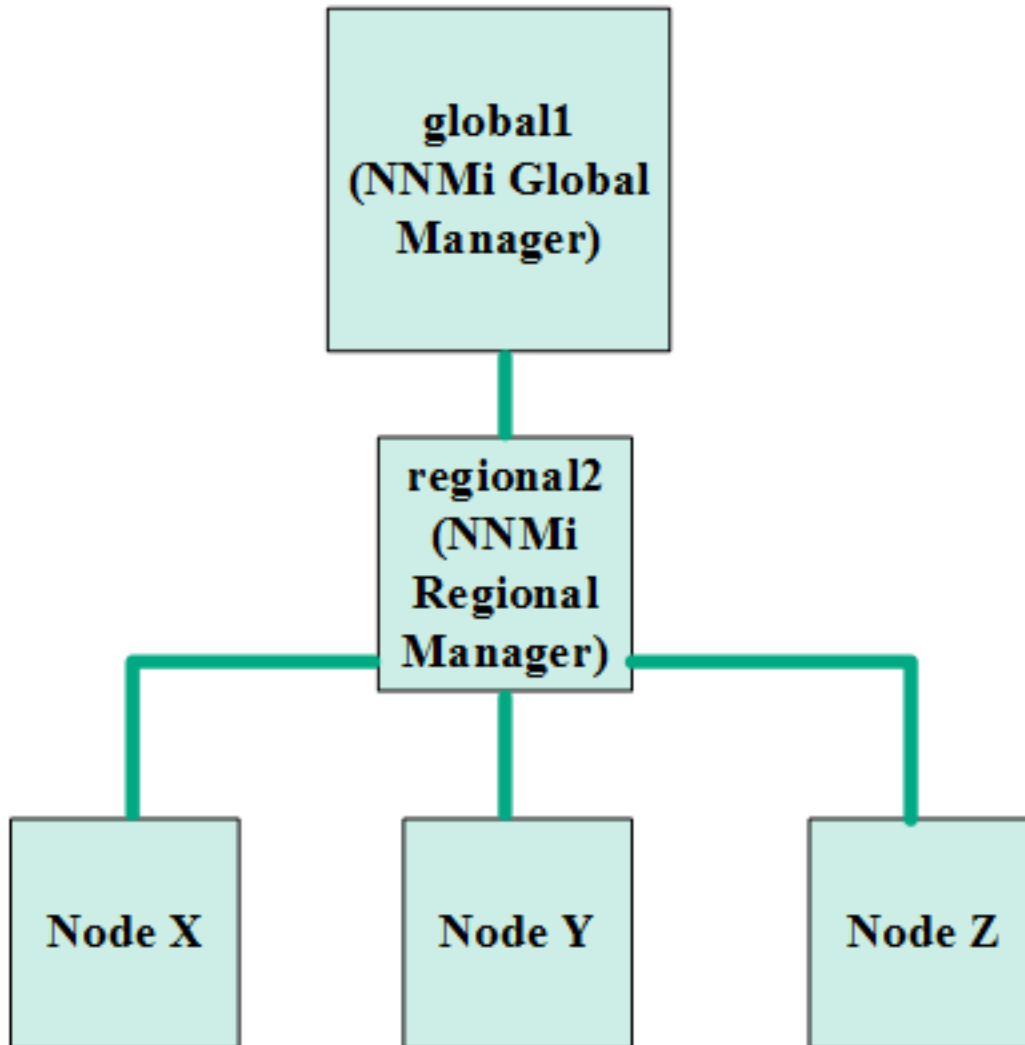 global1
(NNMi Global
Manager)
regional2
(NNMi
Regional
Manager)
Node X
Node Y
Node Z